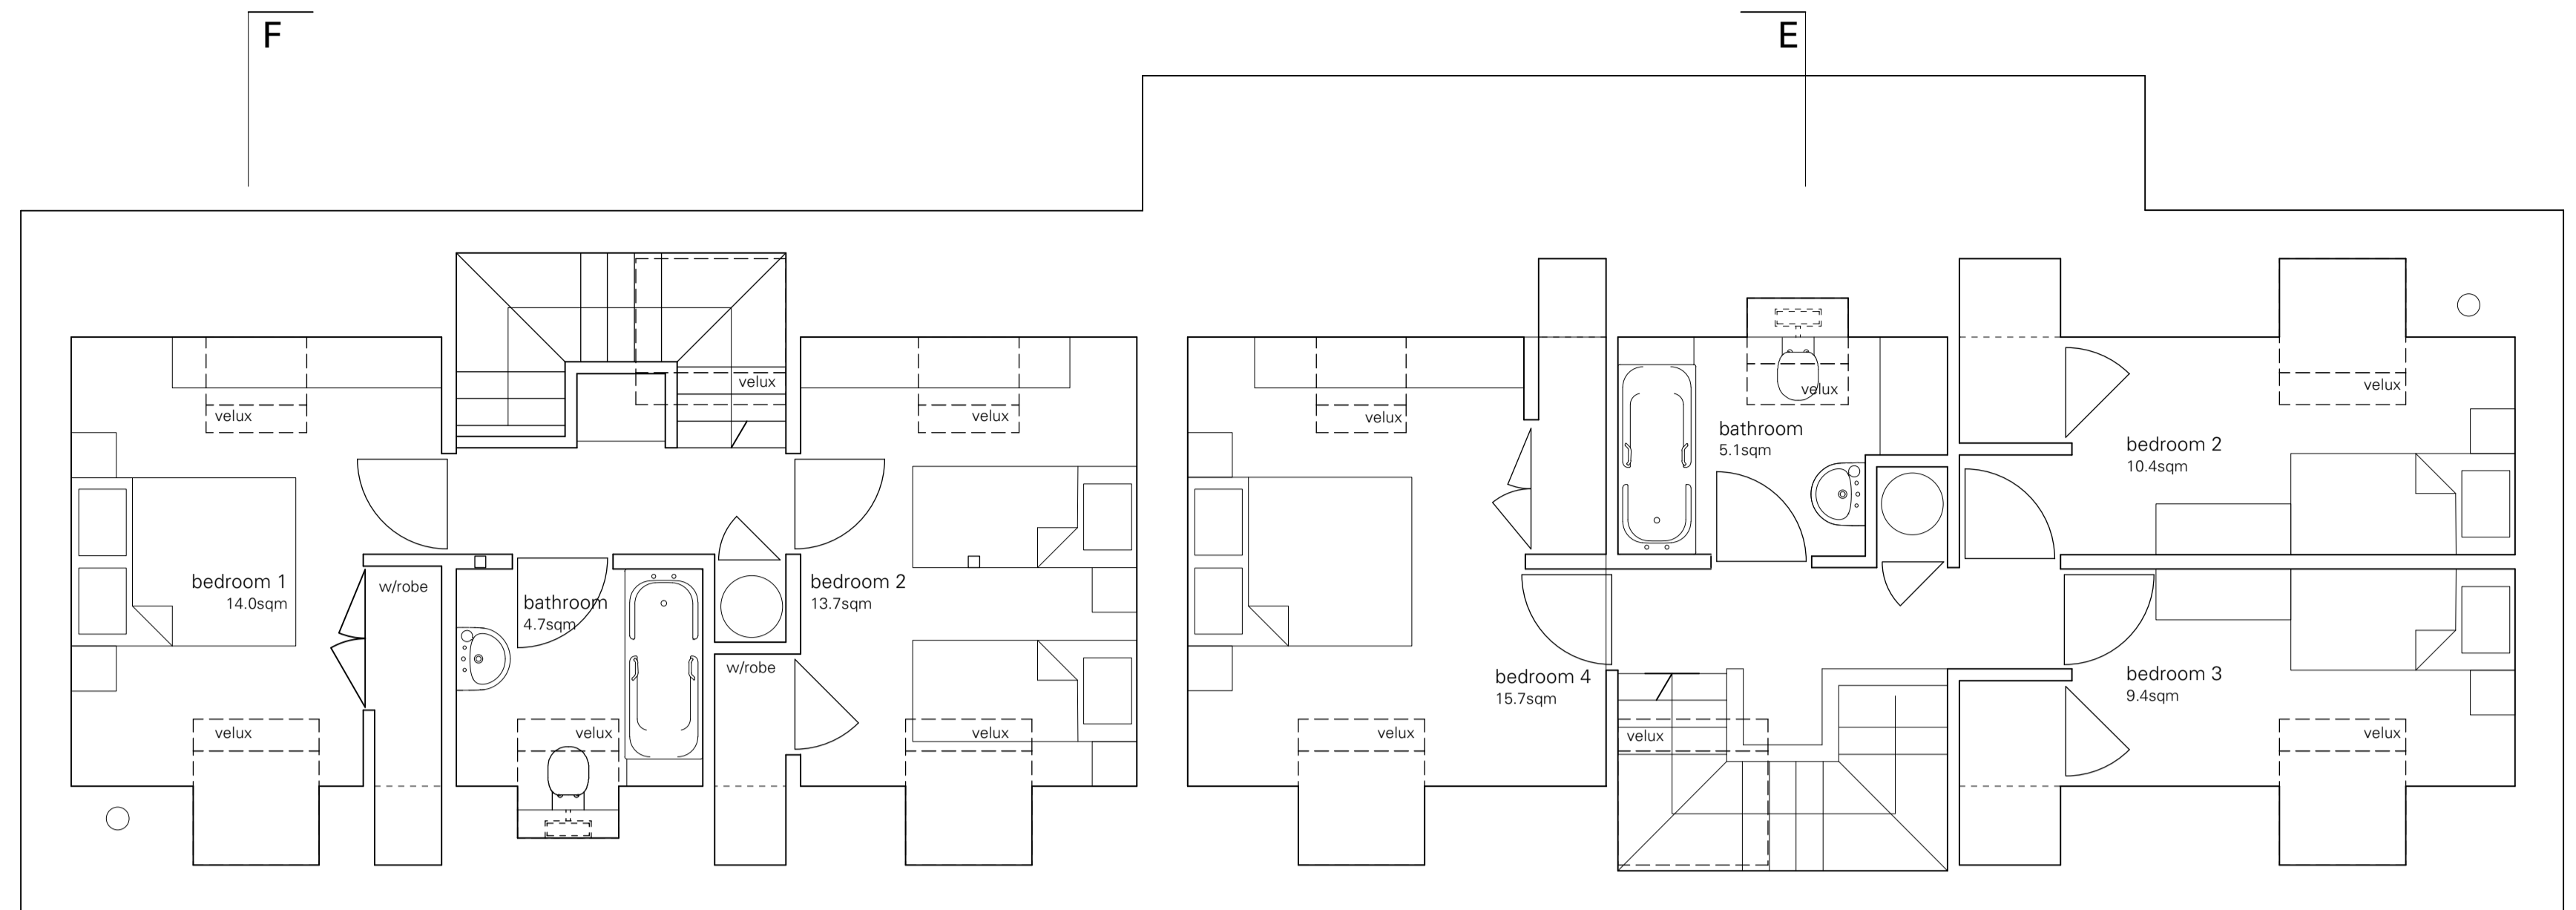 F
E
velux
velux
velux
bedroom 1
14.0sqm
w/robe
bathroom
4.7sqm
w/robe
bedroom 2
13.7sqm
velux
velux
velux
velux
velux
bathroom
5.1sqm
velux
bedroom 2
10.4sqm
bedroom 4
15.7sqm
bedroom 3
9.4sqm
velux
velux
velux